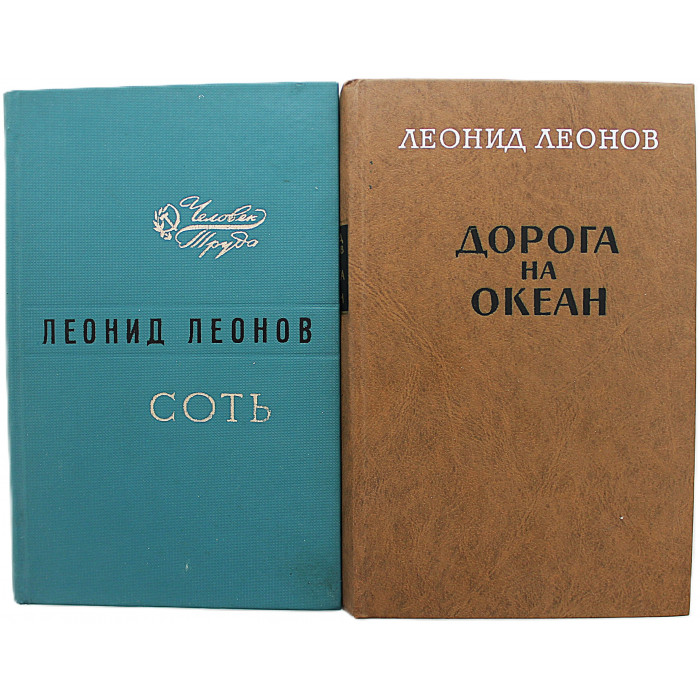 Человек
Труда
ЛЕОНИД ЛЕОНОВ
СОТЬ
ЛЕОНИД ЛЕОНОВ
ДОРОГА
НА
ОКЕАН